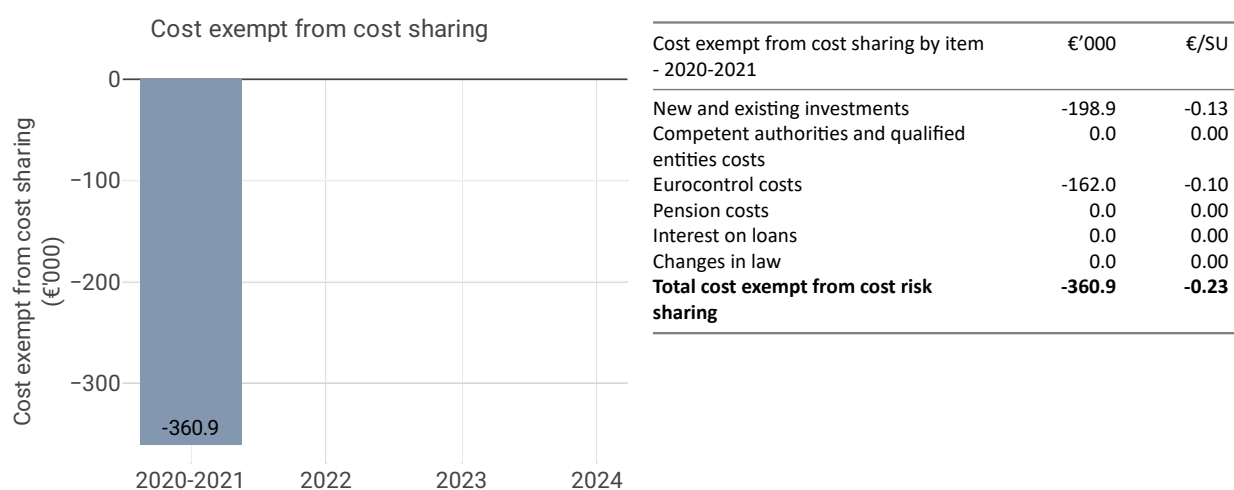 Cost exempt from cost sharing
Cost exempt from cost sharing
(€'000)
0
−100
−200
−300
-360.9
2020-2021 2022 2023 2024
Cost exempt from cost sharing by item €’000 €/SU
- 2020-2021
New and existing investments -198.9 -0.13
Competent authorities and qualified 0.0 0.00
entities costs
Eurocontrol costs -162.0 -0.10
Pension costs 0.0 0.00
Interest on loans 0.0 0.00
Changes in law 0.0 0.00
Total cost exempt from cost risk -360.9 -0.23
sharing